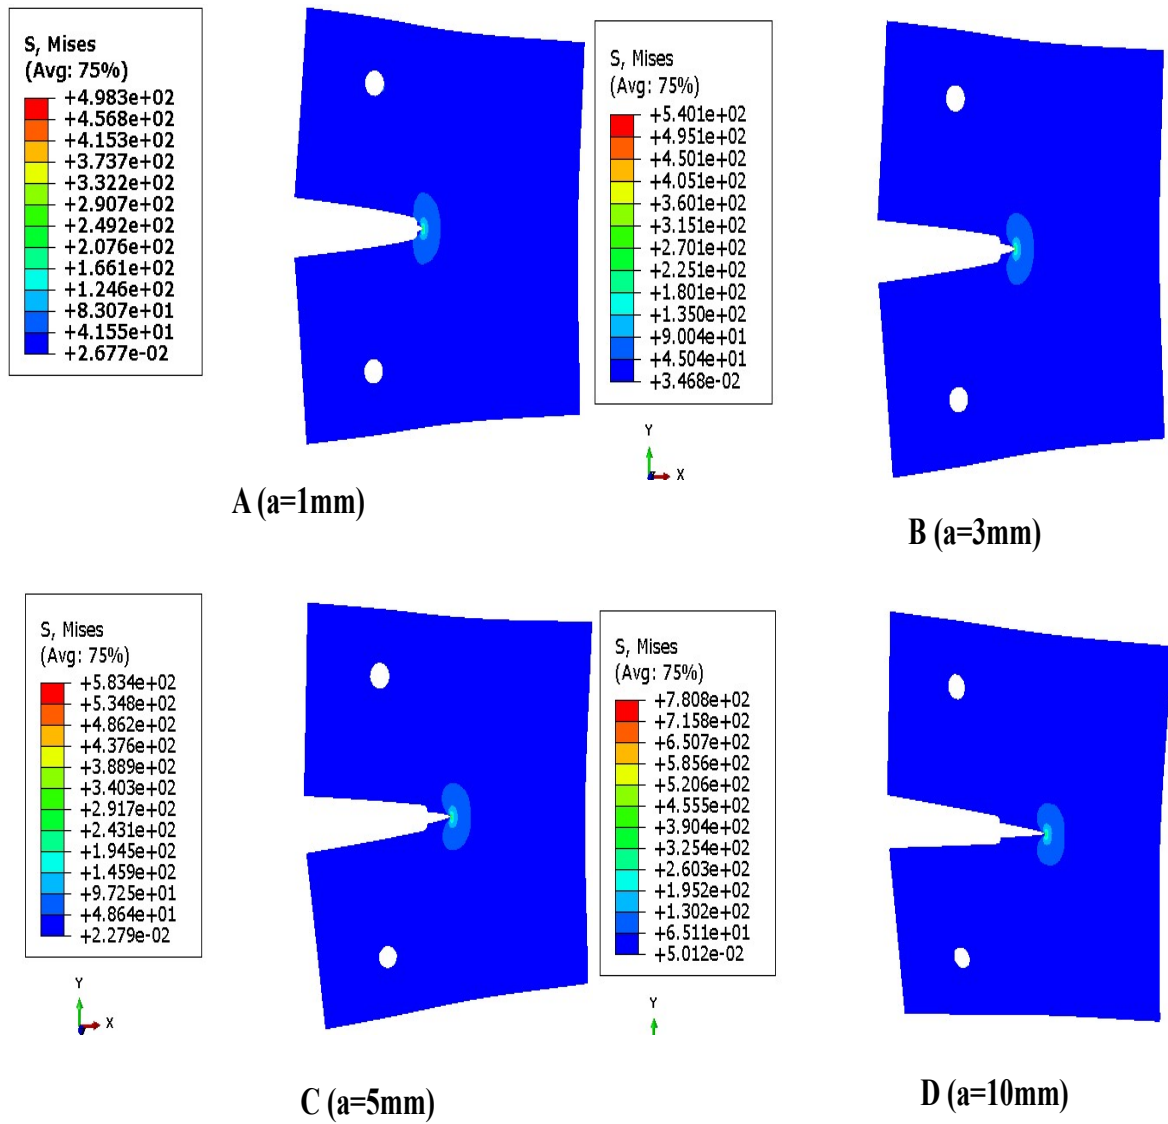 S, Mises
(Avg: 75%)
+4.983e+02
+4.568e+02
+4.153e+02
+3.737e+02
+3.322e+02
+2.907e+02
+2.492e+02
+2.076e+02
+1.661e+02
+1.246e+02
+8.307e+01
+4.155e+01
+2.677e-02
A (a=1mm)
S, Mises
(Avg: 75%)
+5.401e+02
+4.951e+02
+4.501e+02
+4.051e+02
+3.601e+02
+3.151e+02
+2.701e+02
+2.251e+02
+1.801e+02
+1.350e+02
+9.004e+01
+4.504e+01
+3.468e-02
Y
X
B (a=3mm)
S, Mises
(Avg: 75%)
+5.834e+02
+5.348e+02
+4.862e+02
+4.376e+02
+3.889e+02
+3.403e+02
+2.917e+02
+2.431e+02
+1.945e+02
+1.459e+02
+9.725e+01
+4.864e+01
+2.279e-02
Y
X
C (a=5mm)
S, Mises
(Avg: 75%)
+7.808e+02
+7.158e+02
+6.507e+02
+5.856e+02
+5.206e+02
+4.555e+02
+3.904e+02
+3.254e+02
+2.603e+02
+1.952e+02
+1.302e+02
+6.511e+01
+5.012e-02
Y
D (a=10mm)